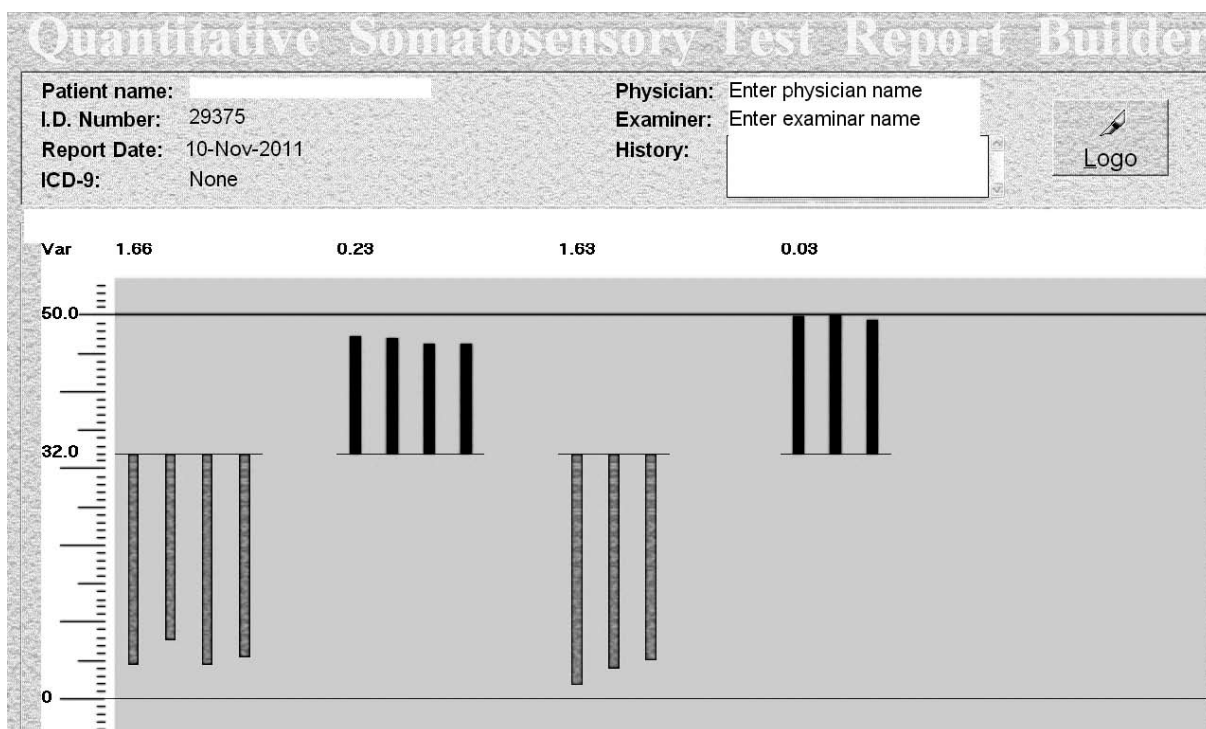 Quantitative Somatosensory Test Report Builder
Patient name:
I.D. Number: 29375
Report Date: 10-Nov-2011
ICD-9: None
Physician: Enter physician name
Examiner: Enter examinar name
History:
Logo
Var 1.66 0.23 1.63 0.03
50.0
32.0
0